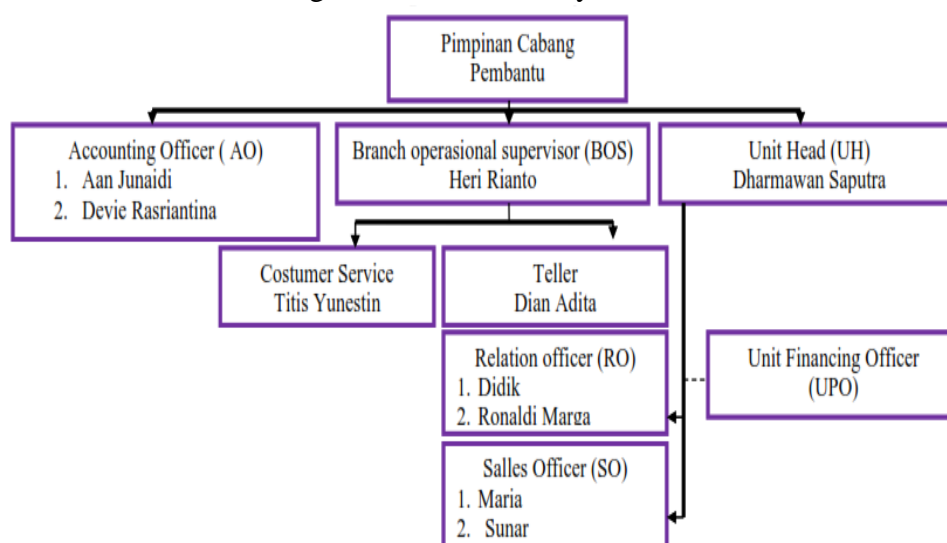 Pimpinan Cabang
Pembantu
Accounting Officer ( AO)
1. Aan Junaidi
2. Devie Rasriantina
Branch operasional supervisor (BOS)
Heri Rianto
Unit Head (UH)
Dharmawan Saputra
Costumer Service
Titis Yunestin
Teller
Dian Adita
Relation officer (RO)
1. Didik
2. Ronaldi Marga
Unit Financing Officer
(UPO)
Salles Officer (SO)
1. Maria
2. Sunar